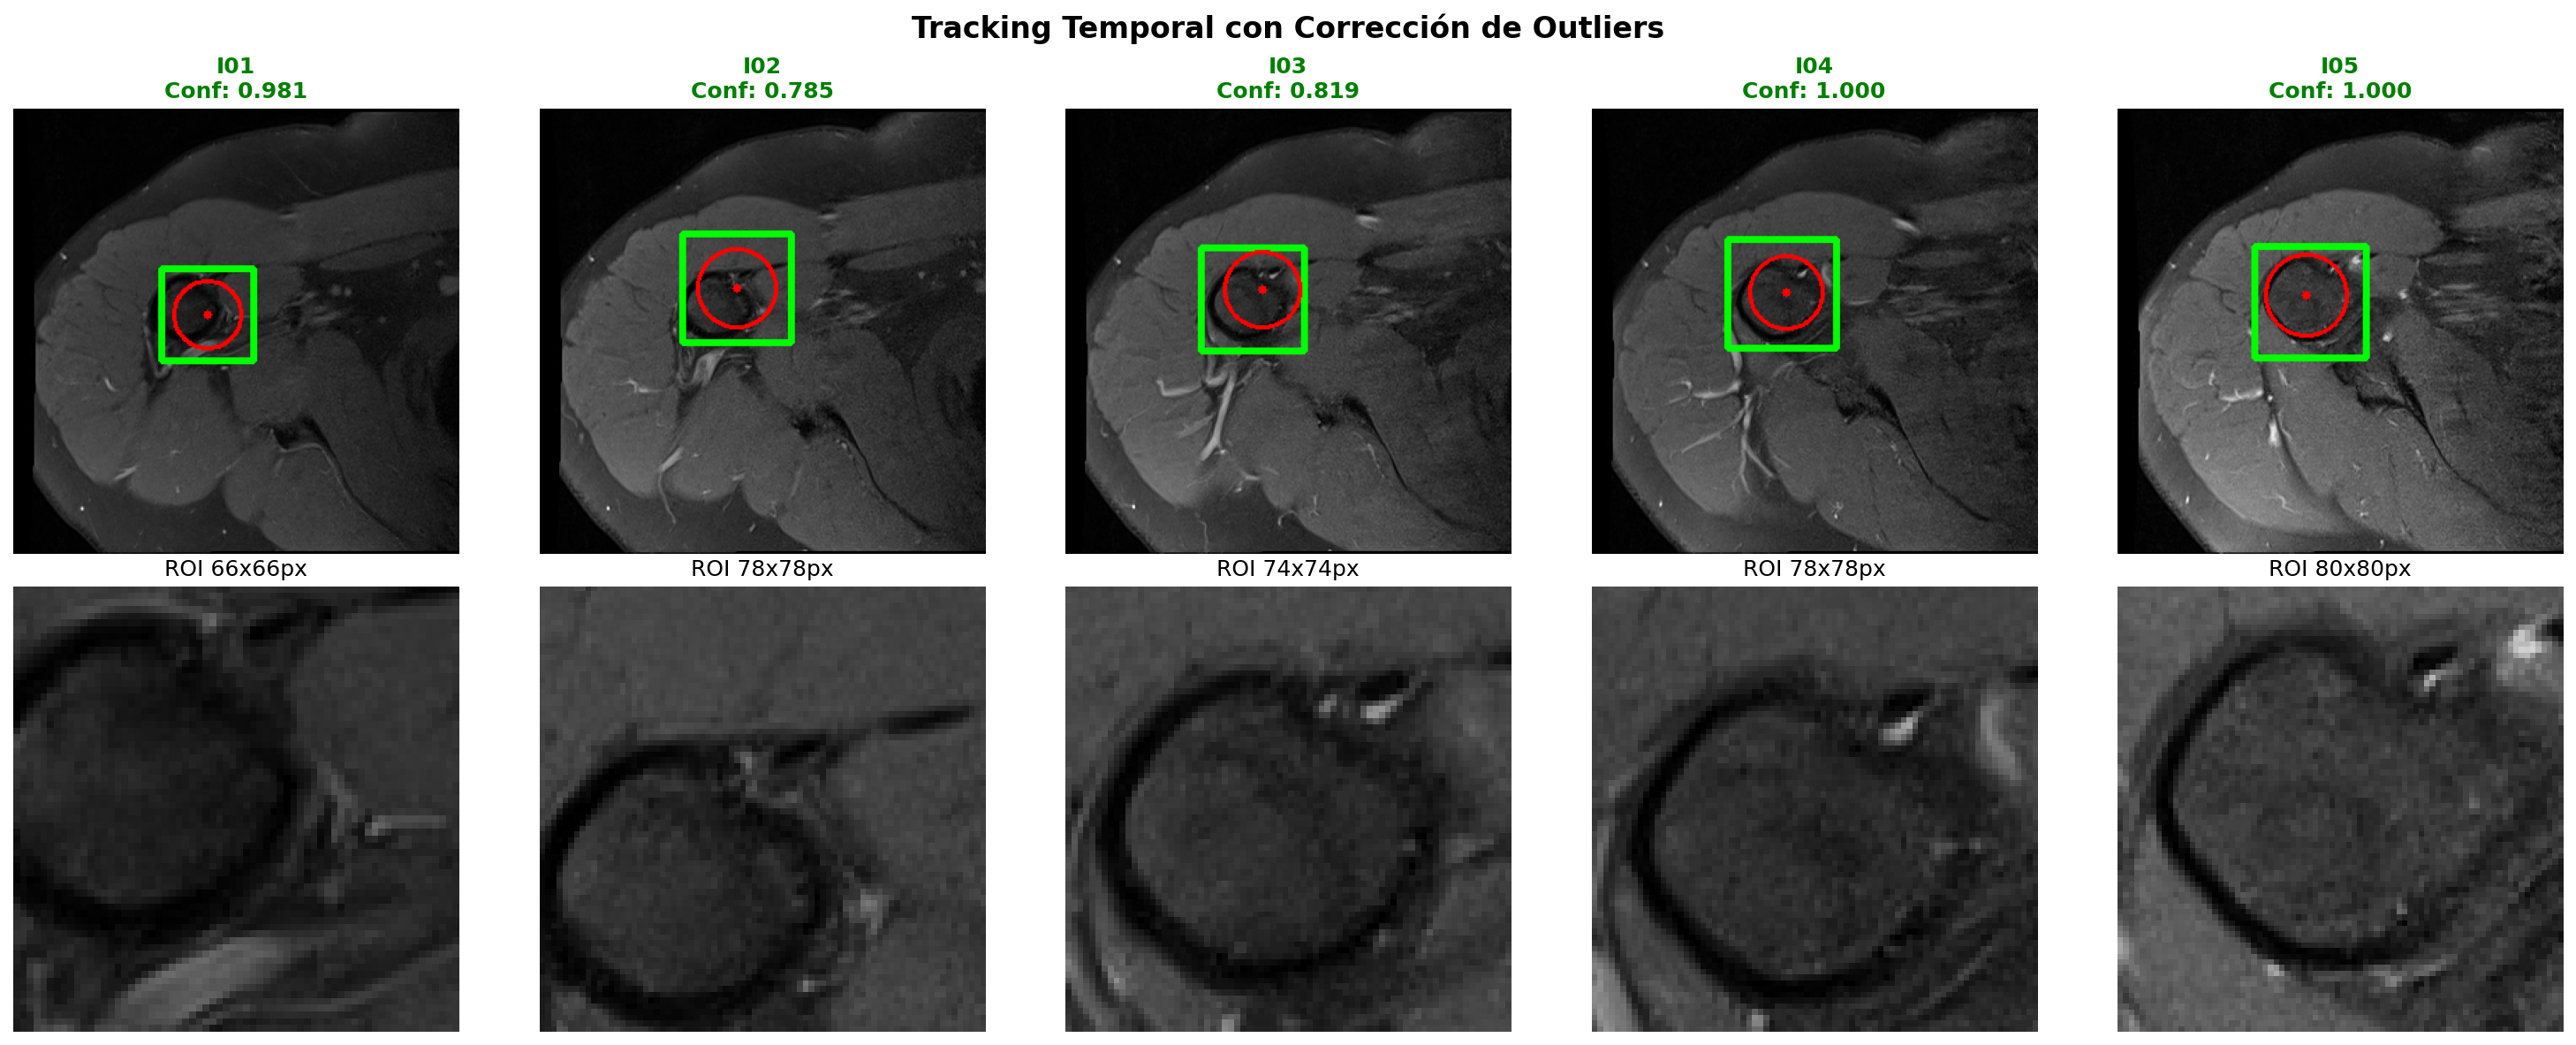 Tracking Temporal con Corrección de Outliers
I01
Conf: 0.981
I02
Conf: 0.785
I03
Conf: 0.819
I04
Conf: 1.000
I05
Conf: 1.000
ROI 66x66px
ROI 78x78px
ROI 74x74px
ROI 78x78px
ROI 80x80px